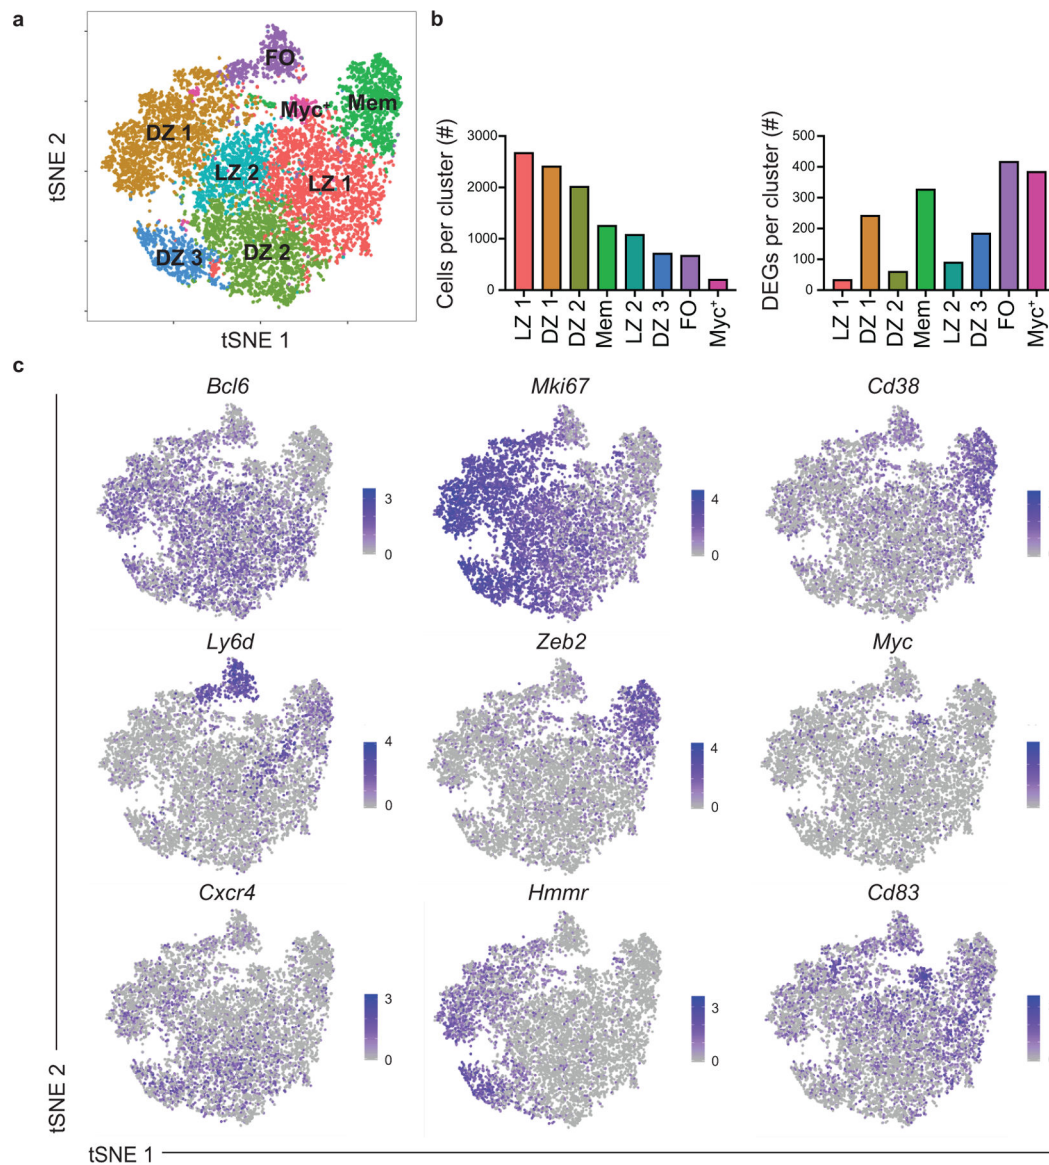 a
b
FO
Mem
Myc⁺
DZ 1
LZ 2
LZ 1
DZ 2
DZ 3
tSNE 2
tSNE 1
Cells per cluster (#)
3000
2000
1000
0
LZ 1
DZ 1
DZ 2
Mem
LZ 2
DZ 3
FO
Myc⁺
DEGs per cluster (#)
500
400
300
200
100
0
LZ 1
DZ 1
DZ 2
Mem
LZ 2
DZ 3
FO
Myc⁺
c
Bcl6 Mki67 Cd38
3
0
4
0
Ly6d Zeb2 Myc
4
0
4
0
Cxcr4 Hmmr Cd83
3
0
3
0
tSNE 2
tSNE 1